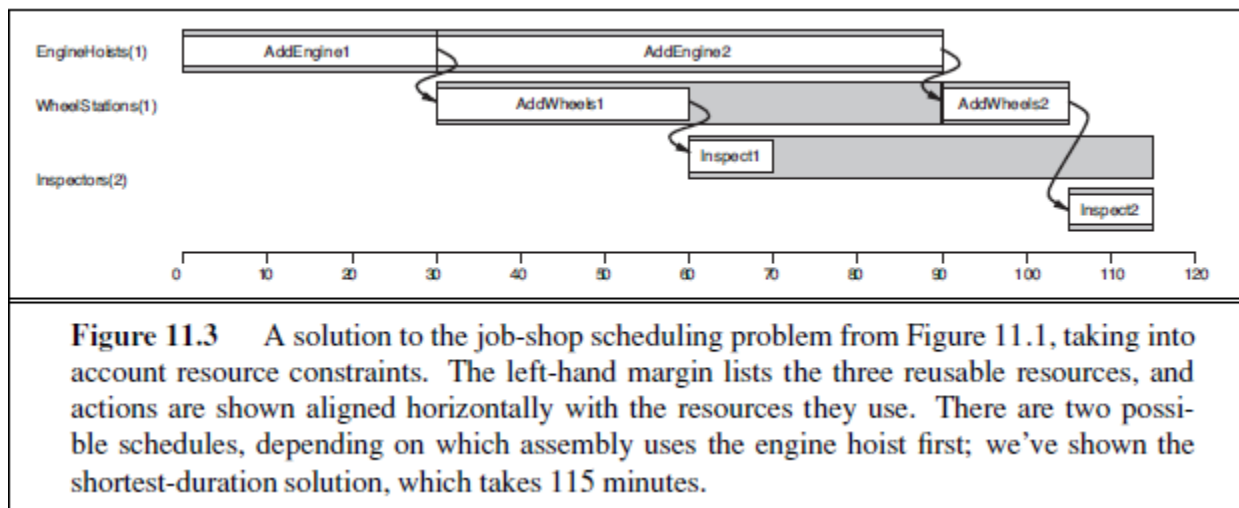 EngineHoists(1) AddEngine1 AddEngine2
WheelStations(1) AddWheels1 AddWheels2
Inspect1
Inspectors(2)
Inspect2
0 10 20 30 40 50 60 70 80 90 100 110 120
Figure 11.3 A solution to the job-shop scheduling problem from Figure 11.1, taking into
account resource constraints. The left-hand margin lists the three reusable resources, and
actions are shown aligned horizontally with the resources they use. There are two possi-
ble schedules, depending on which assembly uses the engine hoist first; we've shown the
shortest-duration solution, which takes 115 minutes.